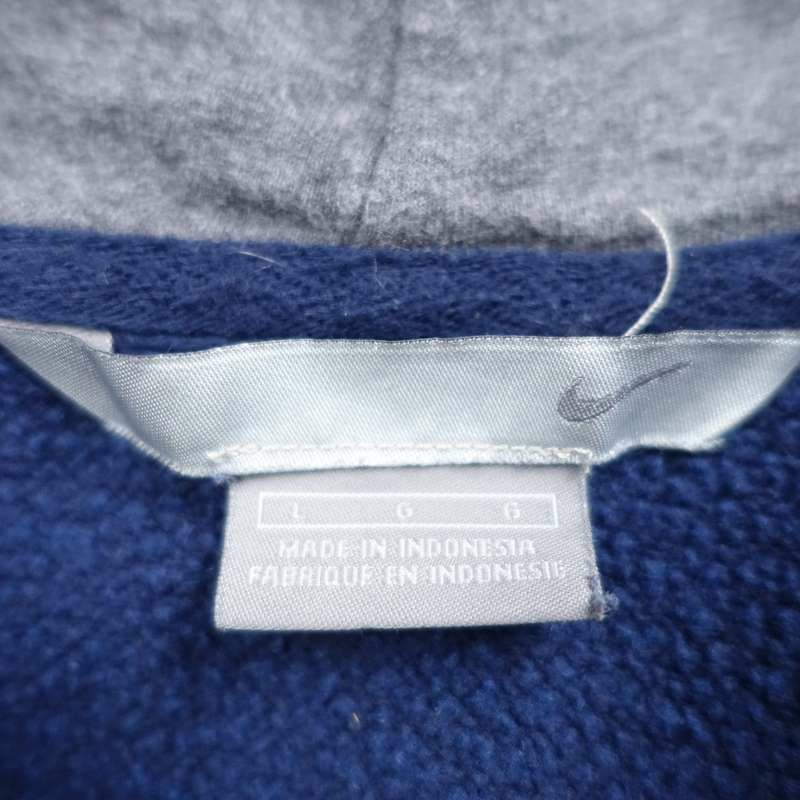 L G G
MADE IN INDONESIA
FABRIQUE EN INDONESIE